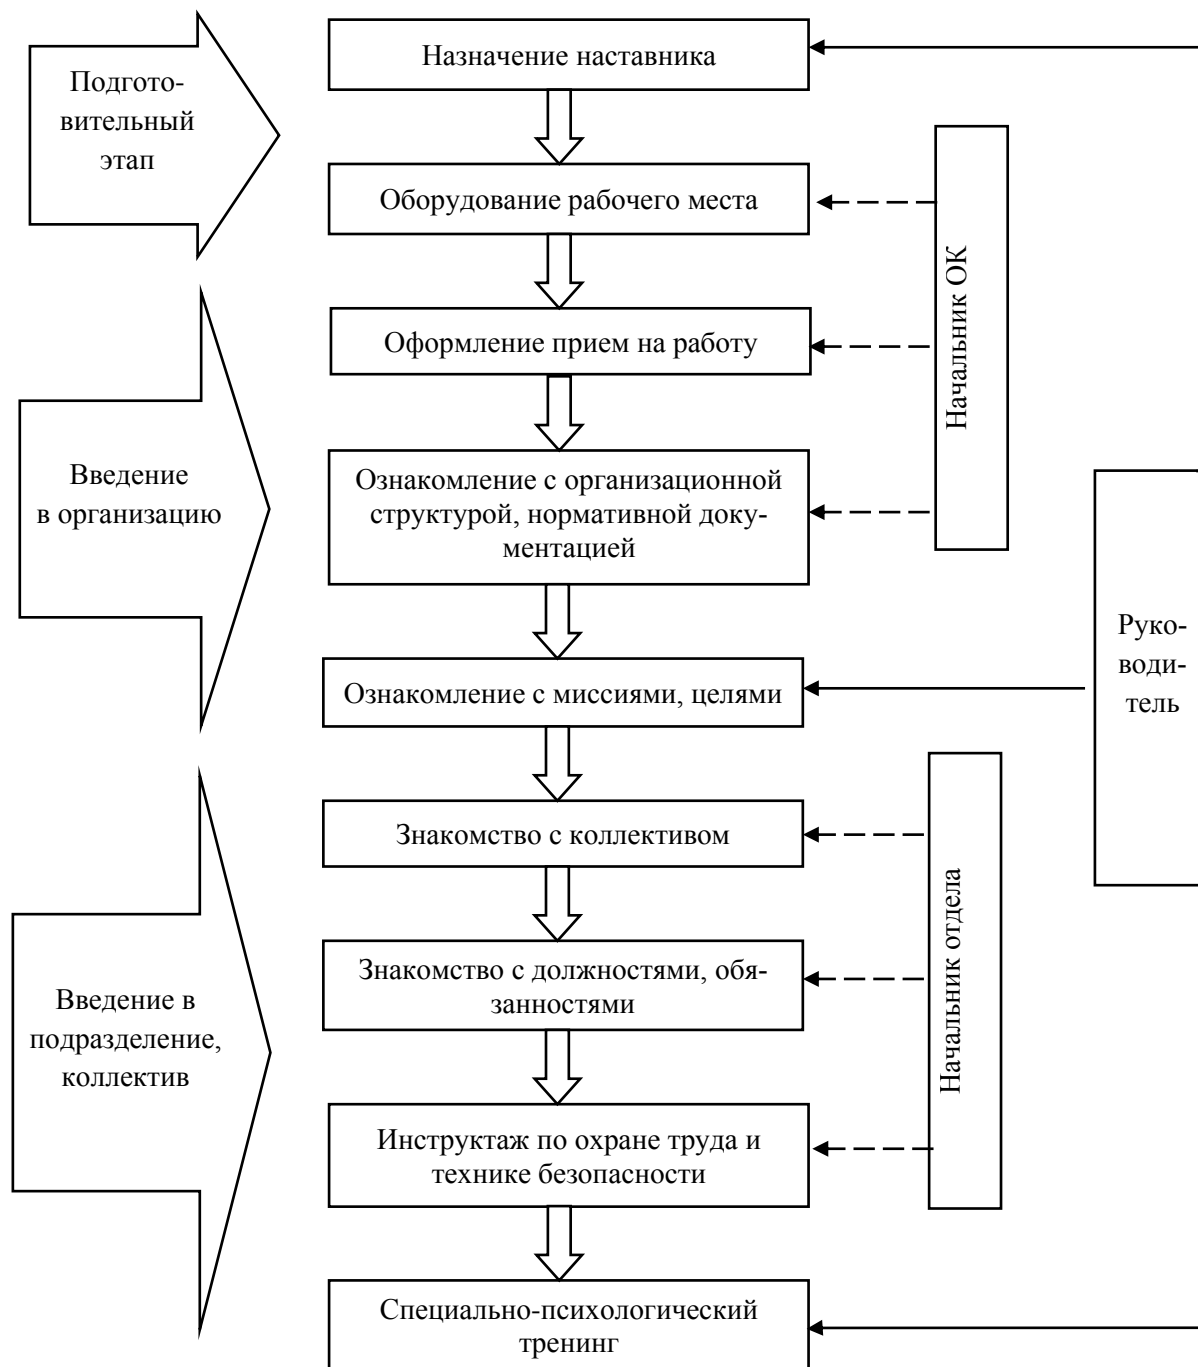 Подгото-
вительный
этап
Введение
в организацию
Введение в
подразделение,
коллектив
Назначение наставника
Оборудование рабочего места
Оформление прием на работу
Ознакомление с организационной
структурой, нормативной доку-
ментацией
Ознакомление с миссиями, целями
Знакомство с коллективом
Знакомство с должностями, обя-
занностями
Инструктаж по охране труда и
технике безопасности
Специально-психологический
тренинг
Начальник ОК
Начальник отдела
Руко-
води-
тель